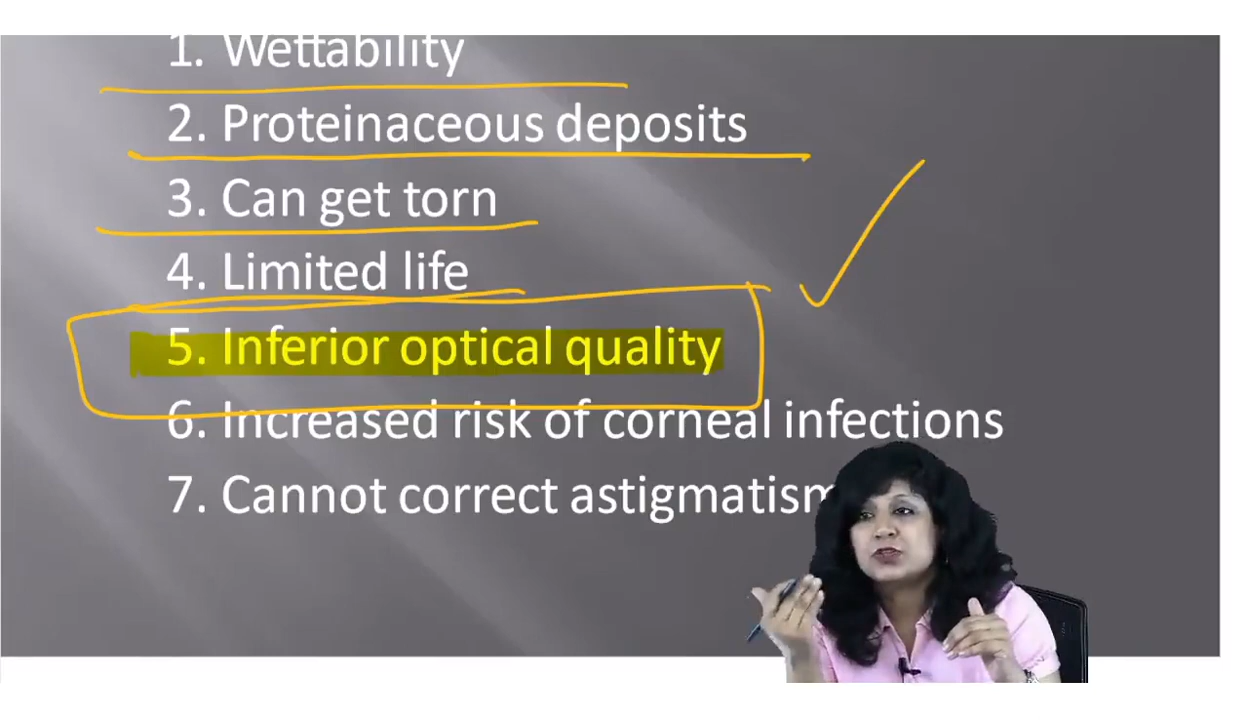 1. Wettability
2. Proteinaceous deposits
3. Can get torn
4. Limited life
5. Inferior optical quality
6. Increased risk of corneal infections
7. Cannot correct astigmatism